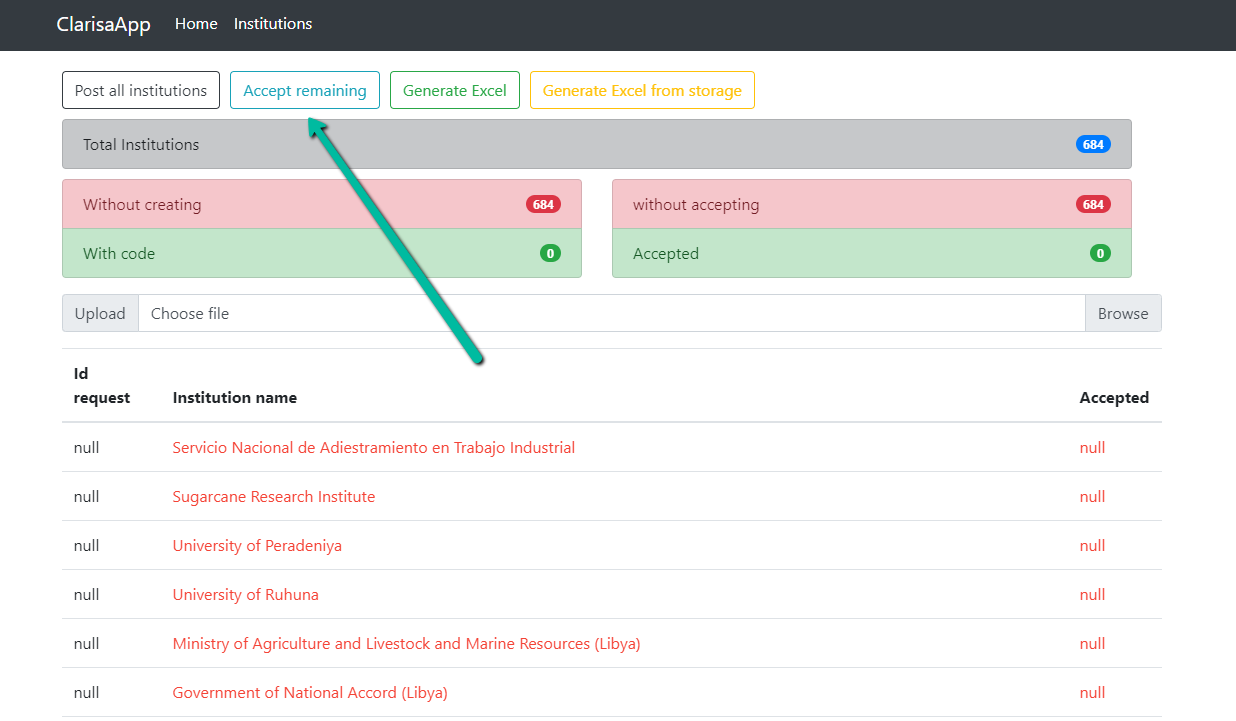 ClarisaApp Home Institutions
Post all institutions Accept remaining Generate Excel Generate Excel from storage
Total Institutions 684
Without creating 684
With code 0
without accepting 684
Accepted 0
Upload Choose file Browse
Id
request Institution name Accepted
null Servicio Nacional de Adiestramiento en Trabajo Industrial null
null Sugarcane Research Institute null
null University of Peradeniya null
null University of Ruhuna null
null Ministry of Agriculture and Livestock and Marine Resources (Libya) null
null Government of National Accord (Libya) null